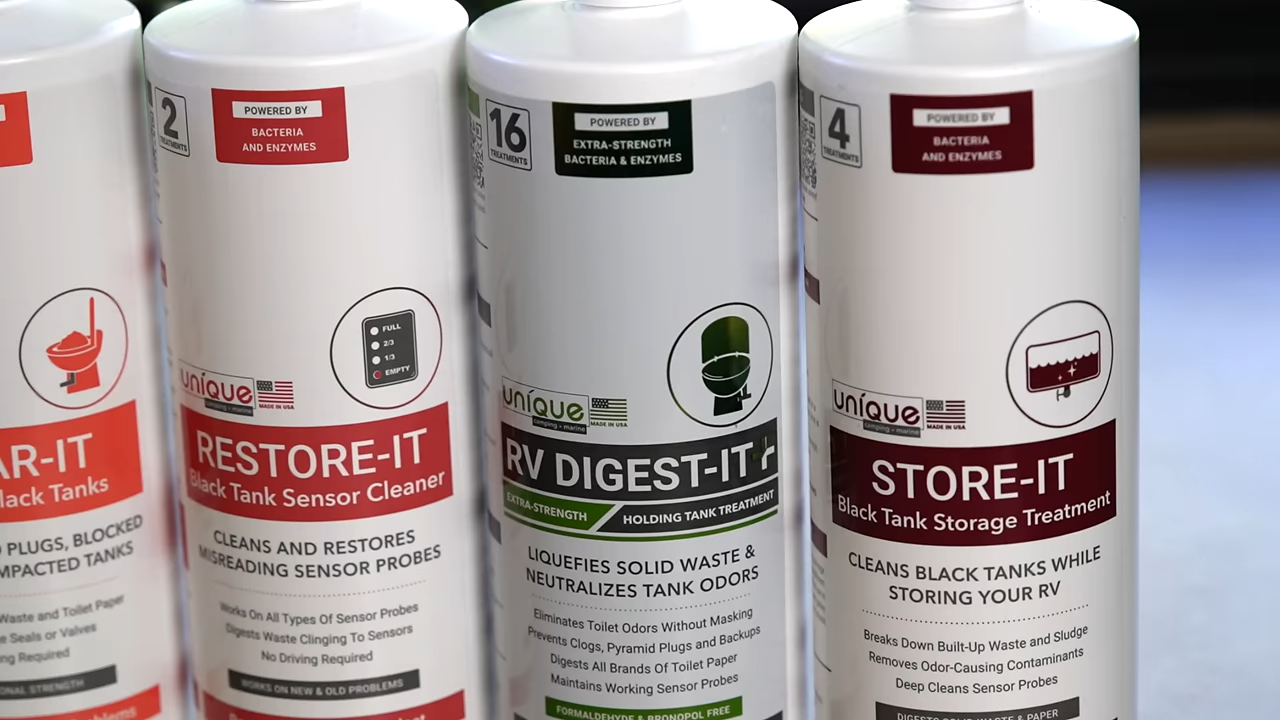 AR-IT
Black Tanks
PLUGS, BLOCKED
MPACTED TANKS
Waste and Toilet Paper
Seals or Valves
Required
ONAL STRENGTH
2
TREATMENTS
POWERED BY
BACTERIA
AND ENZYMES
FULL
2/3
1/3
EMPTY
uníque
camping + marine
MADE IN USA
RESTORE-IT
Black Tank Sensor Cleaner
CLEANS AND RESTORES
MISREADING SENSOR PROBES
Works On All Types Of Sensor Probes
Digests Waste Clinging To Sensors
No Driving Required
WORKS ON NEW & OLD PROBLEMS
16
TREATMENTS
POWERED BY
EXTRA-STRENGTH
BACTERIA & ENZYMES
uníque
camping + marine
MADE IN USA
RV DIGEST-IT+
EXTRA-STRENGTH
HOLDING TANK TREATMENT
LIQUEFIES SOLID WASTE &
NEUTRALIZES TANK ODORS
Eliminates Toilet Odors Without Masking
Prevents Clogs, Pyramid Plugs and Backups
Digests All Brands Of Toilet Paper
Maintains Working Sensor Probes
FORMALDEHYDE & BRONOPOL FREE
4
TREATMENTS
POWERED BY
BACTERIA
AND ENZYMES
uníque
camping + marine
MADE IN USA
STORE-IT
Black Tank Storage Treatment
CLEANS BLACK TANKS WHILE
STORING YOUR RV
Breaks Down Built-Up Waste and Sludge
Removes Odor-Causing Contaminants
Deep Cleans Sensor Probes
DIGESTS SOLID WASTE & PAPER